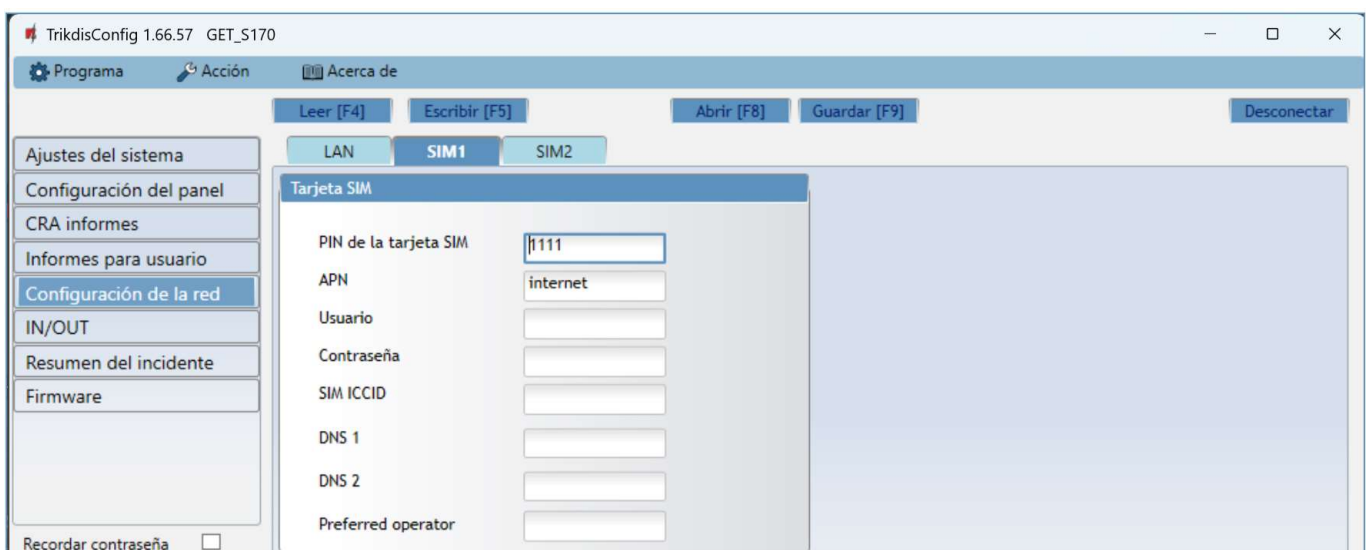 TrikdisConfig 1.66.57 GET_S170
Programa Acción Acerca de
Leer [F4] Escribir [F5] Abrir [F8] Guardar [F9] Desconectar
Ajustes del sistema
Configuración del panel
CRA informes
Informes para usuario
Configuración de la red
IN/OUT
Resumen del incidente
Firmware
Recordar contraseña
LAN SIM1 SIM2
Tarjeta SIM
PIN de la tarjeta SIM 1111
APN internet
Usuario
Contraseña
SIM ICCID
DNS 1
DNS 2
Preferred operator